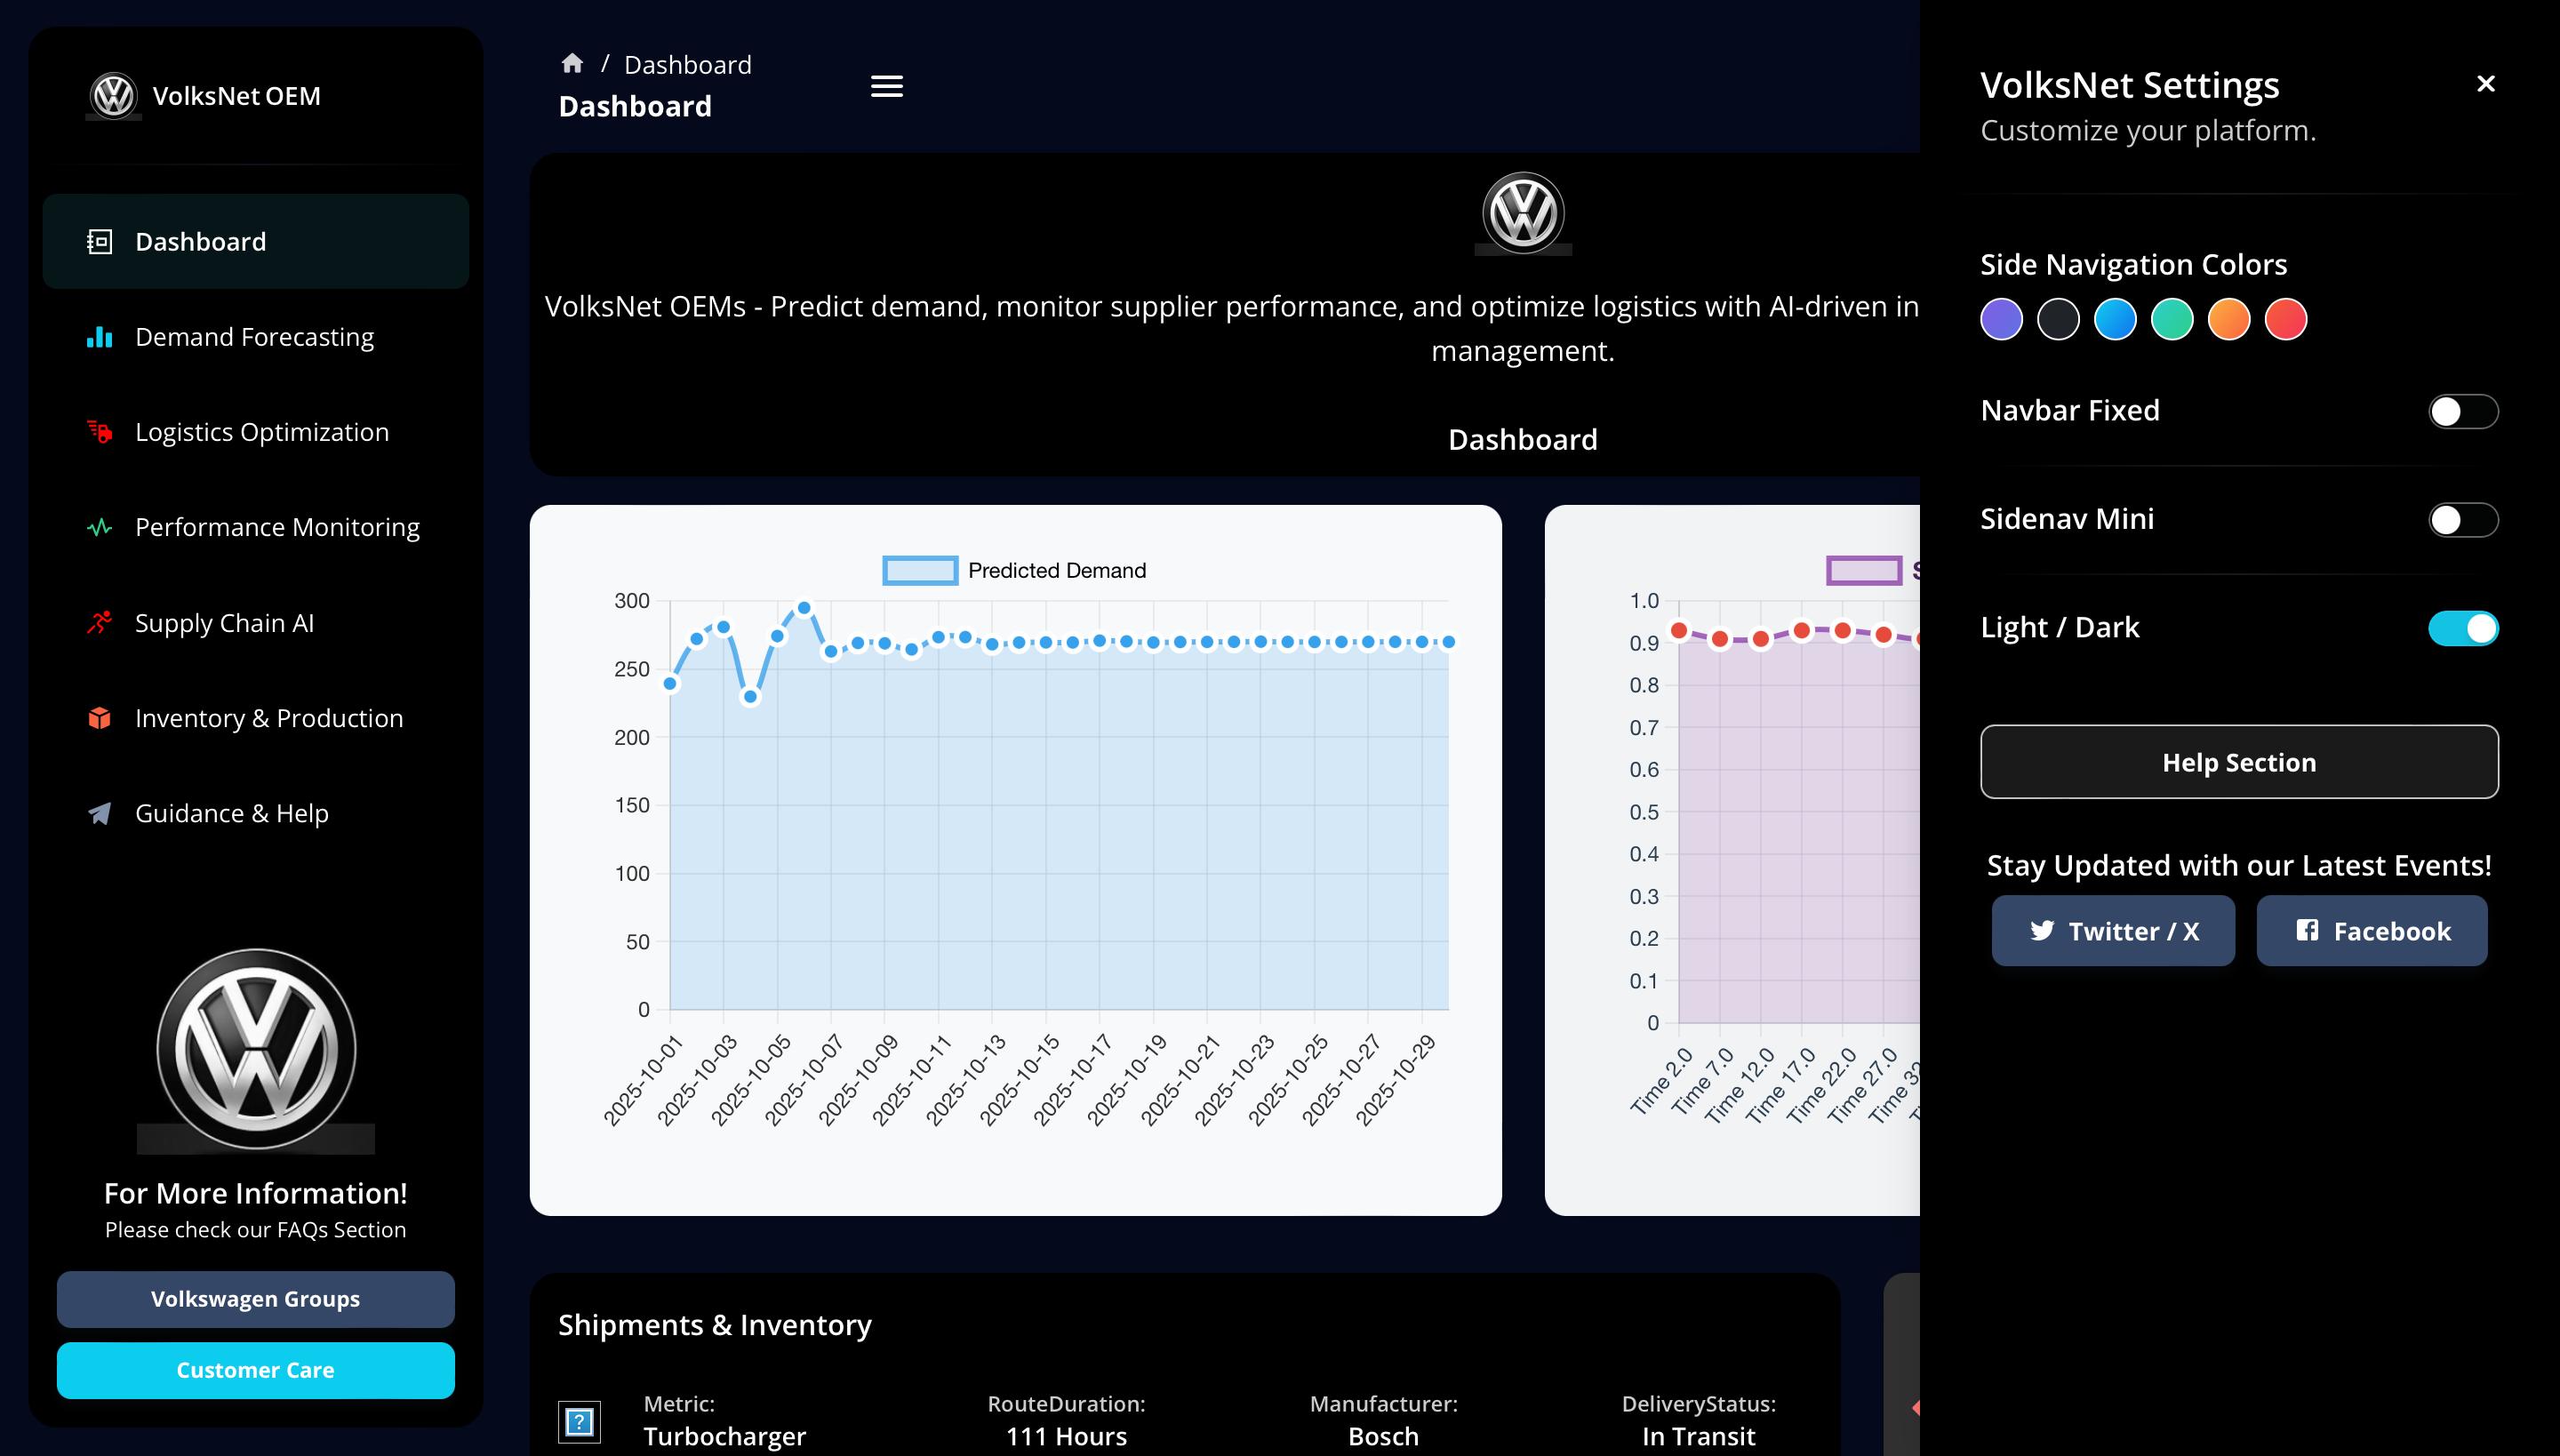 VolksNet OEM
Dashboard
Demand Forecasting
Logistics Optimization
Performance Monitoring
Supply Chain AI
Inventory & Production
Guidance & Help
For More Information!
Please check our FAQs Section
Volkswagen Groups
Customer Care
/ Dashboard
Dashboard
VolksNet OEMs - Predict demand, monitor supplier performance, and optimize logistics with AI-driven in
management.
Dashboard
Predicted Demand
300
250
200
150
100
50
0
2025-10-01
2025-10-03
2025-10-05
2025-10-07
2025-10-09
2025-10-11
2025-10-13
2025-10-15
2025-10-17
2025-10-19
2025-10-21
2025-10-23
2025-10-25
2025-10-27
2025-10-29
1.0
0.9
0.8
0.7
0.6
0.5
0.4
0.3
0.2
0.1
0
Time 2.0
Time 7.0
Time 12.0
Time 17.0
Time 22.0
Time 27.0
Time 32
Shipments & Inventory
Metric:
Turbocharger
RouteDuration:
111 Hours
Manufacturer:
Bosch
DeliveryStatus:
In Transit
VolksNet Settings
Customize your platform.
Side Navigation Colors
Navbar Fixed
Sidenav Mini
Light / Dark
Help Section
Stay Updated with our Latest Events!
Twitter / X
Facebook